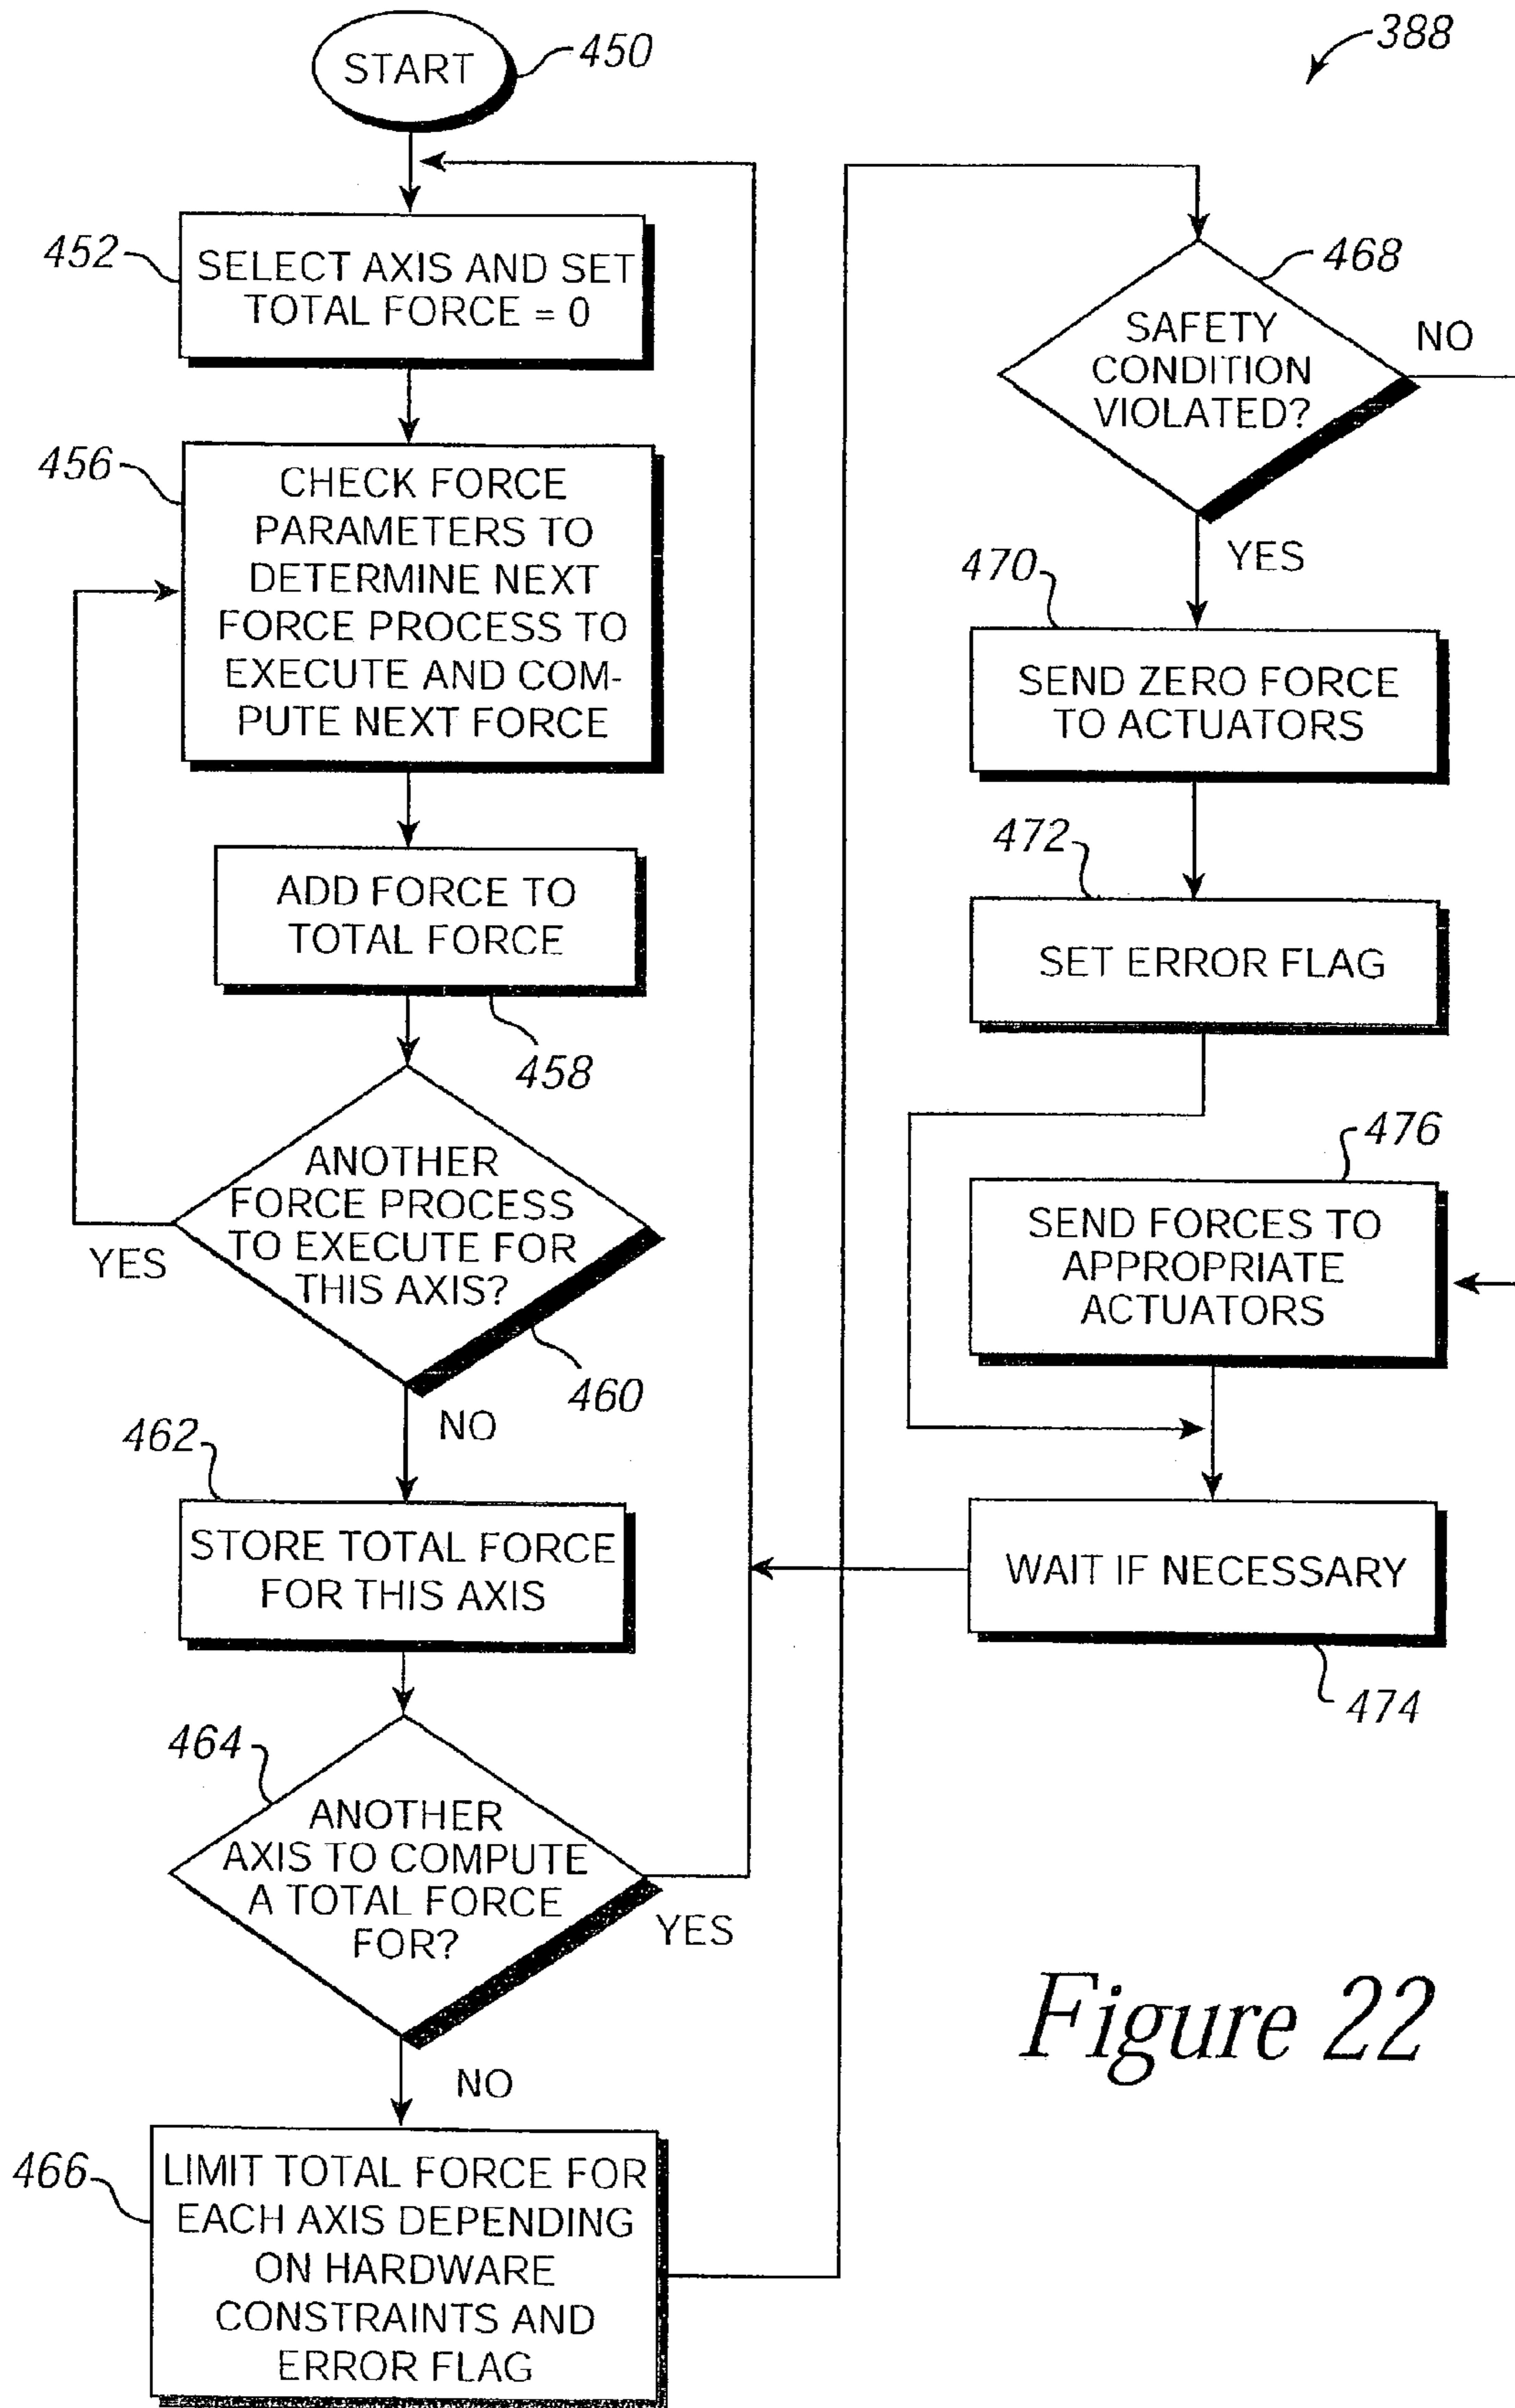 388
START
450
452
SELECT AXIS AND SET
TOTAL FORCE = 0
456
CHECK FORCE
PARAMETERS TO
DETERMINE NEXT
FORCE PROCESS TO
EXECUTE AND COM-
PUTE NEXT FORCE
ADD FORCE TO
TOTAL FORCE
458
ANOTHER
FORCE PROCESS
TO EXECUTE FOR
THIS AXIS?
YES
460
NO
462
STORE TOTAL FORCE
FOR THIS AXIS
464
ANOTHER
AXIS TO COMPUTE
A TOTAL FORCE
FOR?
YES
NO
466
LIMIT TOTAL FORCE FOR
EACH AXIS DEPENDING
ON HARDWARE
CONSTRAINTS AND
ERROR FLAG
468
SAFETY
CONDITION
VIOLATED?
NO
YES
470
SEND ZERO FORCE
TO ACTUATORS
472
SET ERROR FLAG
476
SEND FORCES TO
APPROPRIATE
ACTUATORS
WAIT IF NECESSARY
474
Figure 22